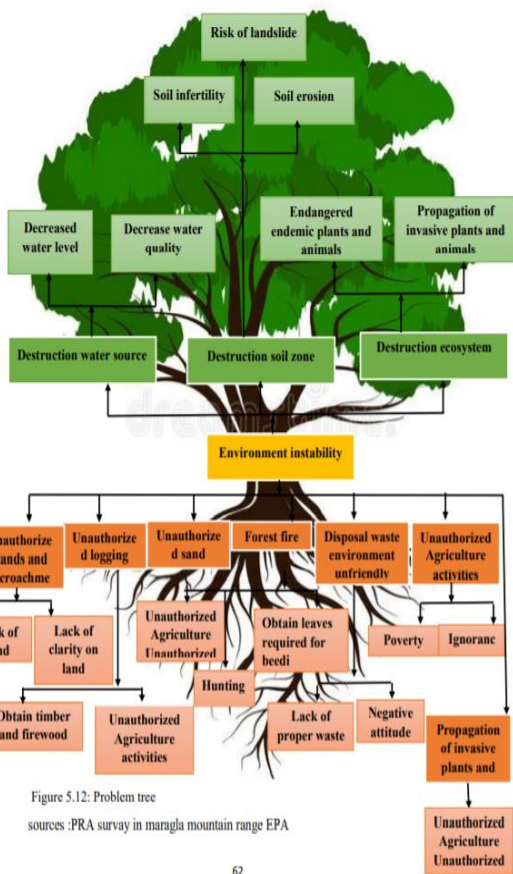 Risk of landslide
Soil infertility
Soil erosion
Decreased
water level
Decrease water
quality
Endangered
endemic plants and
animals
Propagation of
invasive plants and
animals
Destruction water source
Destruction soil zone
Destruction ecosystem
Environment instability
nauthorize
ands and
croachme
Unauthorize
d logging
Unauthorize
d sand
Forest fire
Disposal waste
environment
unfriendly
Unauthorized
Agriculture
activities
k of
nd
Lack of
clarity on
land
Unauthorized
Agriculture
Unauthorized
Hunting
Obtain leaves
required for
beedi
Poverty
Ignoranc
Obtain timber
and firewood
Unauthorized
Agriculture
activities
Lack of
proper waste
Negative
attitude
Propagation
of invasive
plants and
Unauthorized
Agriculture
Unauthorized
Figure 5.12: Problem tree
sources :PRA survay in maragla mountain range EPA
62